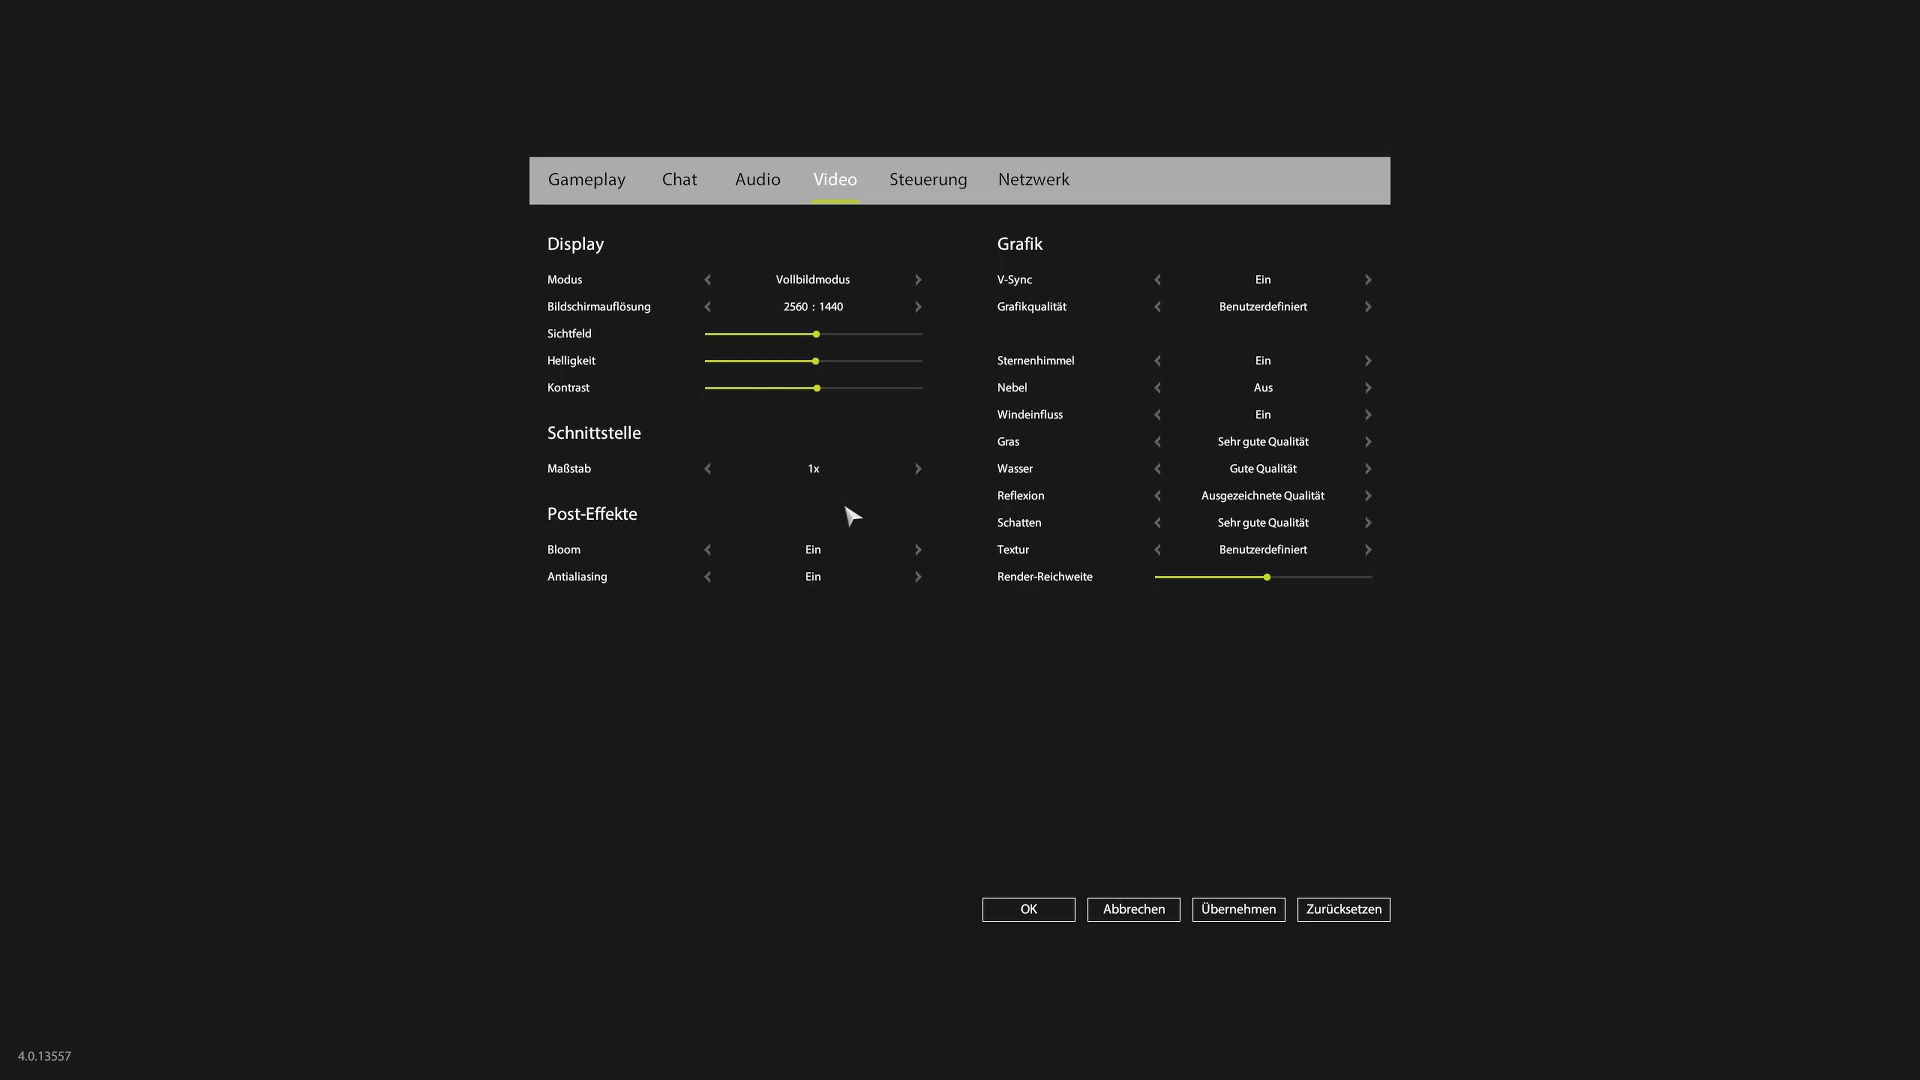 Gameplay Chat Audio Video Steuerung Netzwerk
Display
Modus Vollbildmodus
Bildschirmauflösung 2560 : 1440
Sichtfeld
Helligkeit
Kontrast
Schnittstelle
Maßstab 1x
Post-Effekte
Bloom Ein
Antialiasing Ein
Grafik
V-Sync Ein
Grafikqualität Benutzerdefiniert
Sternenhimmel Ein
Nebel Aus
Windeinfluss Ein
Gras Sehr gute Qualität
Wasser Gute Qualität
Reflexion Ausgezeichnete Qualität
Schatten Sehr gute Qualität
Textur Benutzerdefiniert
Render-Reichweite
OK Abbrechen Übernehmen Zurücksetzen
4.0.13557